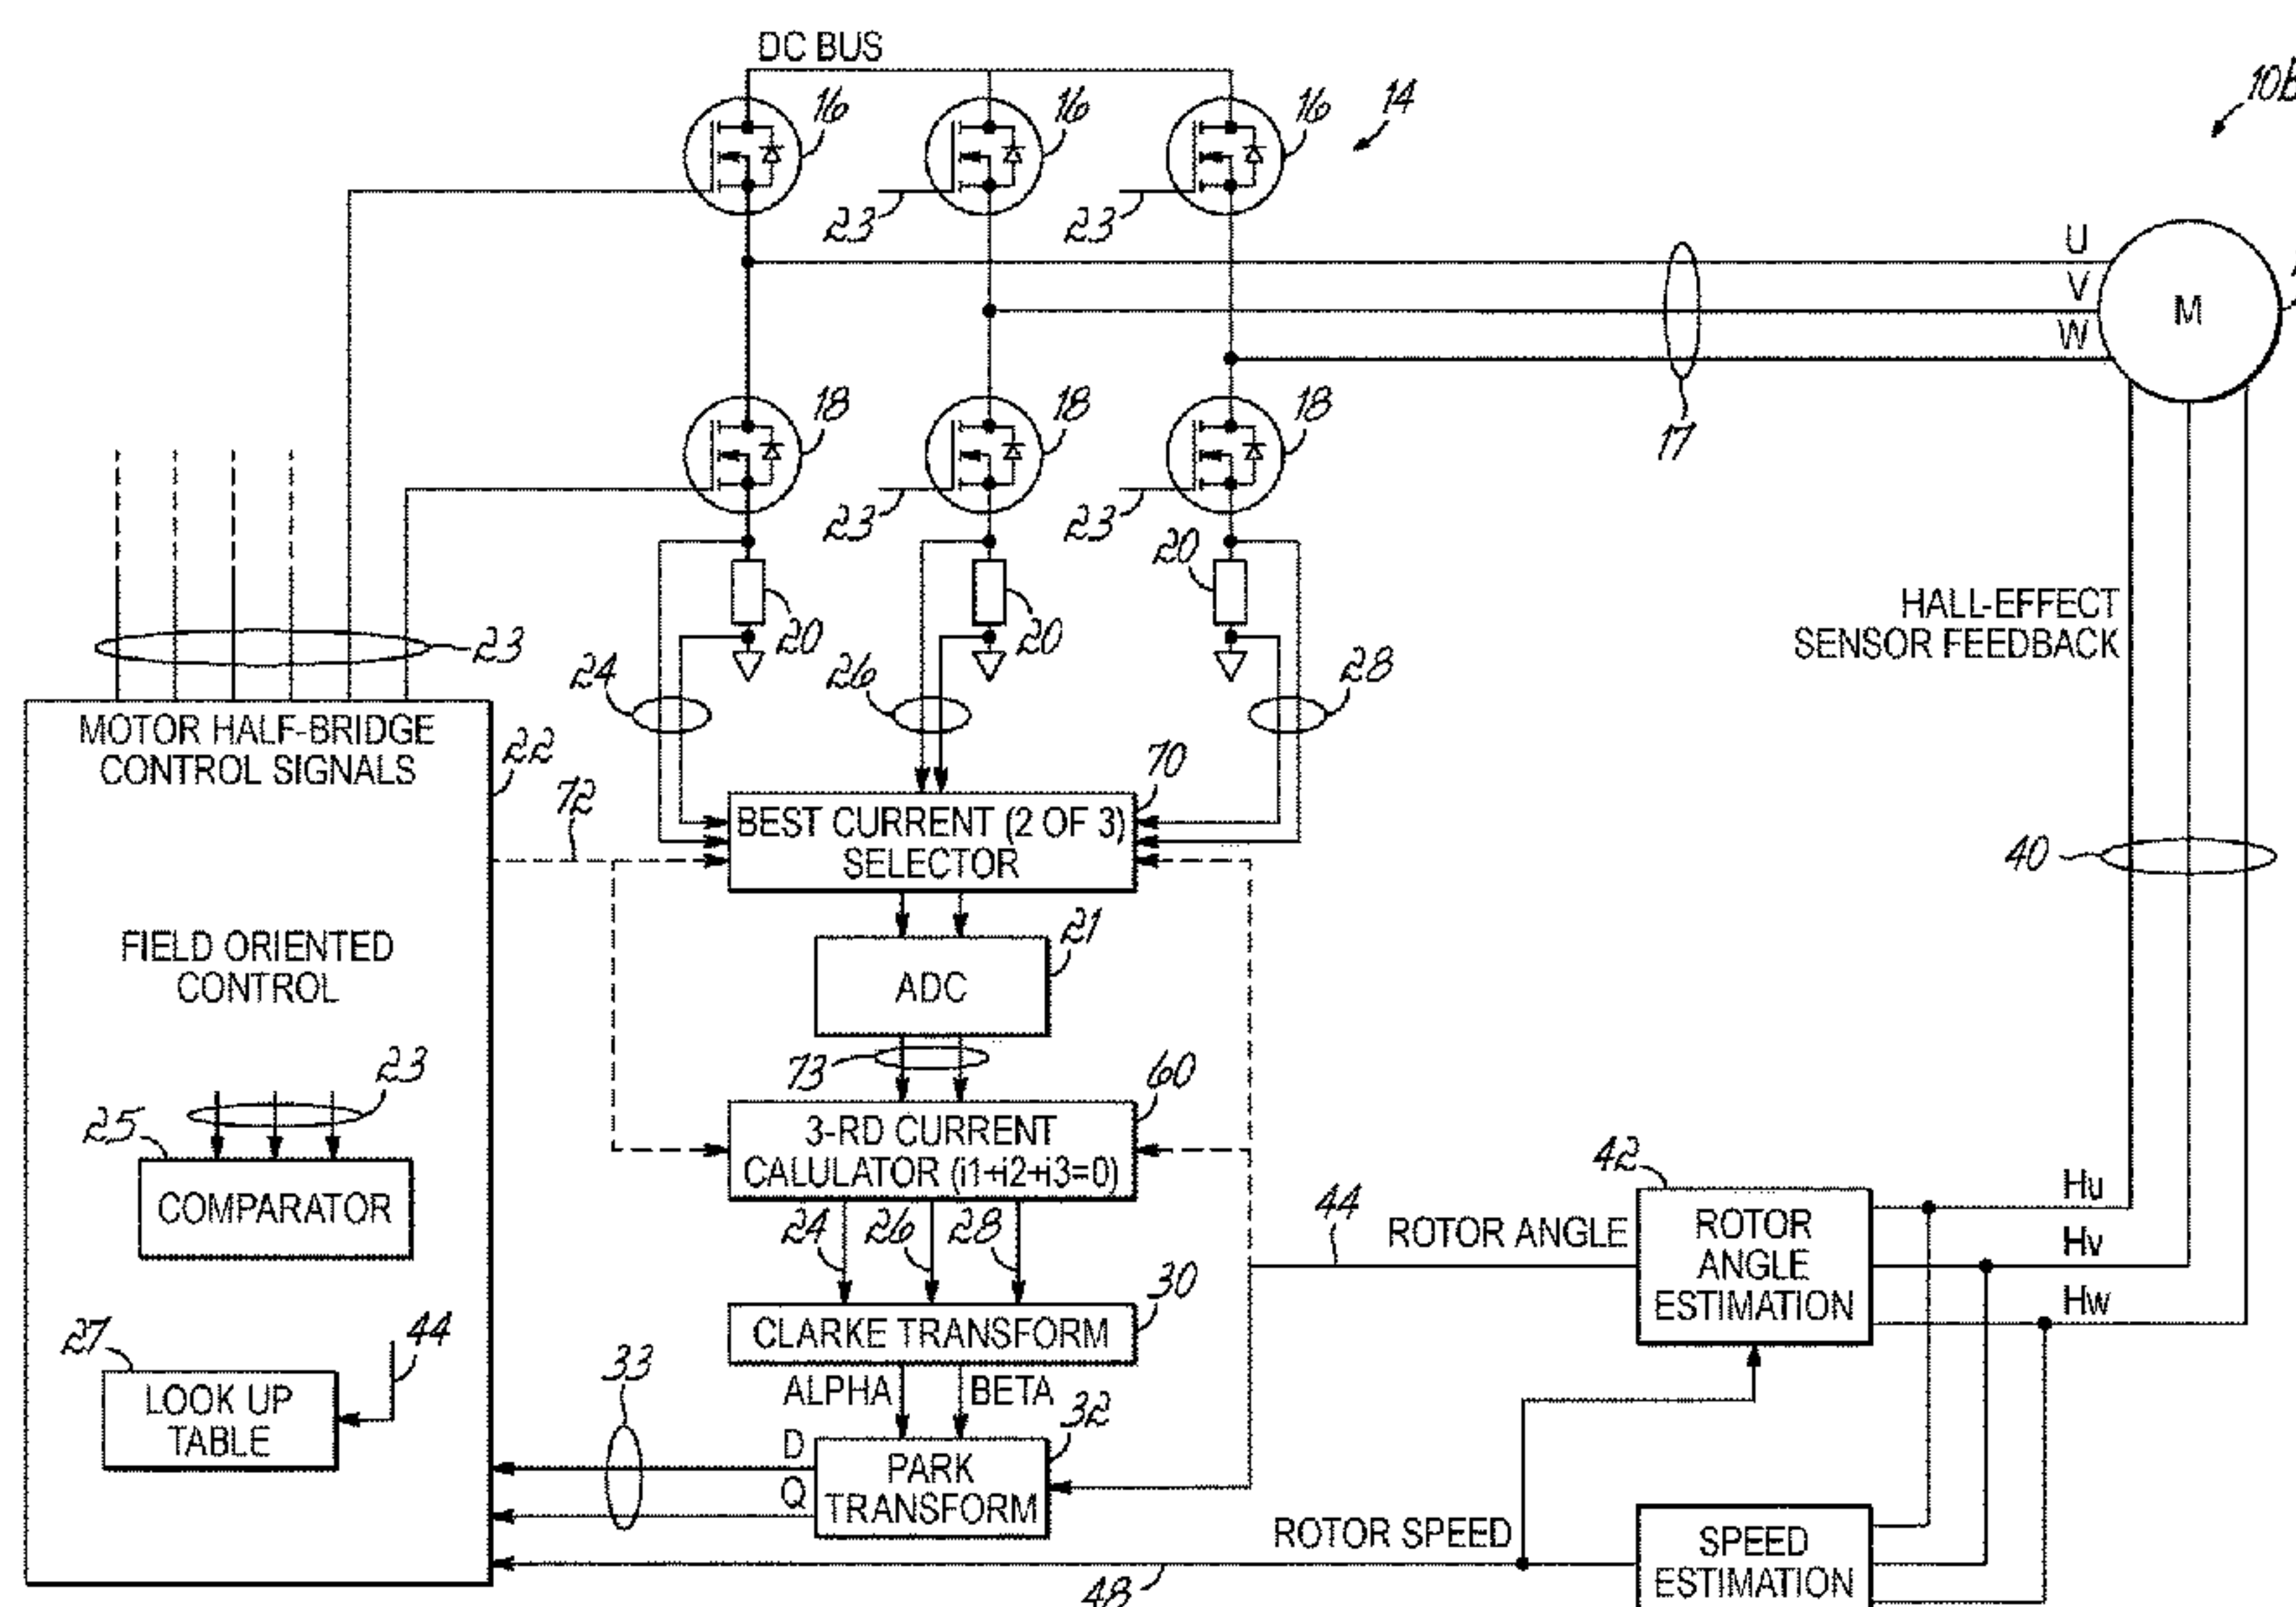 DC BUS
16
16
16
14
10b
23
23
U
V
W
M
17
18
18
18
23
23
20
20
20
HALL-EFFECT
SENSOR FEEDBACK
23
24
26
28
MOTOR HALF-BRIDGE
CONTROL SIGNALS
22
72
70
BEST CURRENT (2 OF 3)
SELECTOR
40
FIELD ORIENTED
CONTROL
21
ADC
73
60
23
25
COMPARATOR
3-RD CURRENT
CALULATOR (i1+i2+i3=0)
24
26
28
42
44
ROTOR ANGLE
ROTOR
ANGLE
ESTIMATION
Hu
Hv
Hw
30
CLARKE TRANSFORM
27
44
LOOK UP
TABLE
33
ALPHA
BETA
32
D
Q
PARK
TRANSFORM
ROTOR SPEED
SPEED
ESTIMATION
48